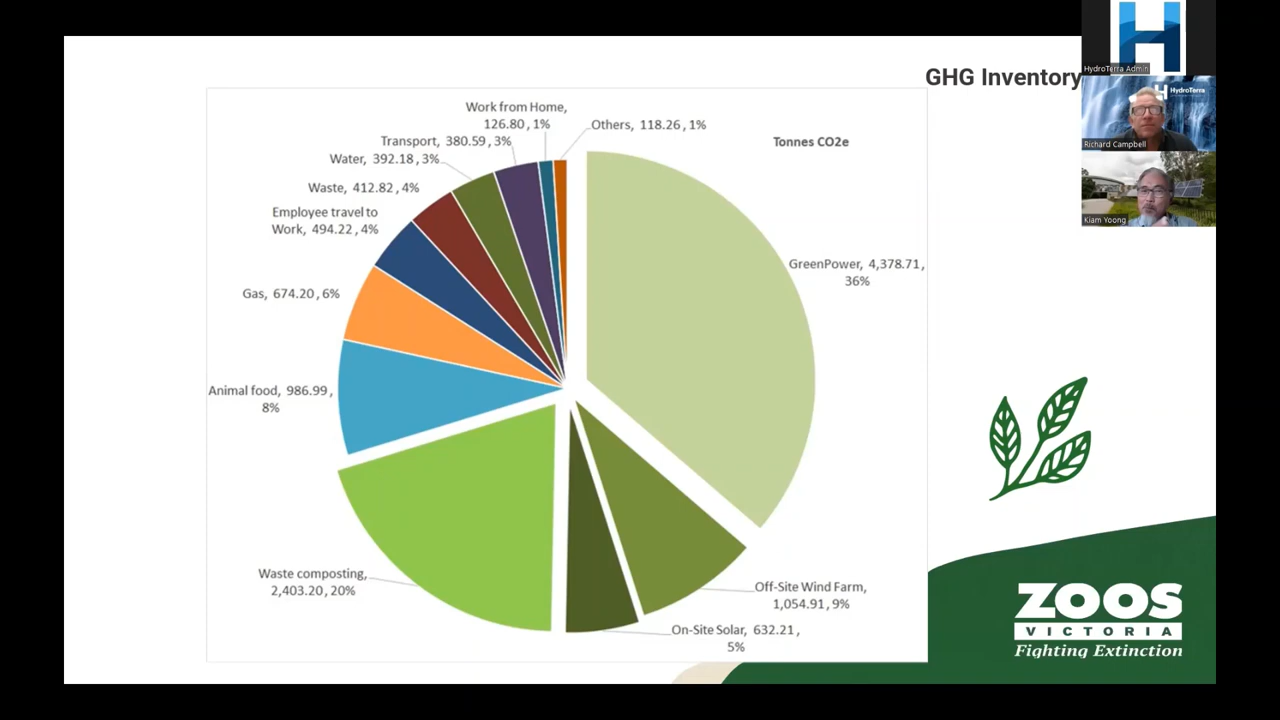 GHG Inventory
HydroTerra Admin
HydroTerra
Richard Campbell
Kiam Yoong
Tonnes CO2e
Work from Home,
126.80 , 1%
Others, 118.26 , 1%
Transport, 380.59 , 3%
Water, 392.18 , 3%
Waste, 412.82 , 4%
Employee travel to
Work, 494.22 , 4%
Gas, 674.20 , 6%
Animal food, 986.99 ,
8%
GreenPower, 4,378.71 ,
36%
Waste composting,
2,403.20 , 20%
Off-Site Wind Farm,
1,054.91 , 9%
On-Site Solar, 632.21 ,
5%
ZOOS
VICTORIA
Fighting Extinction